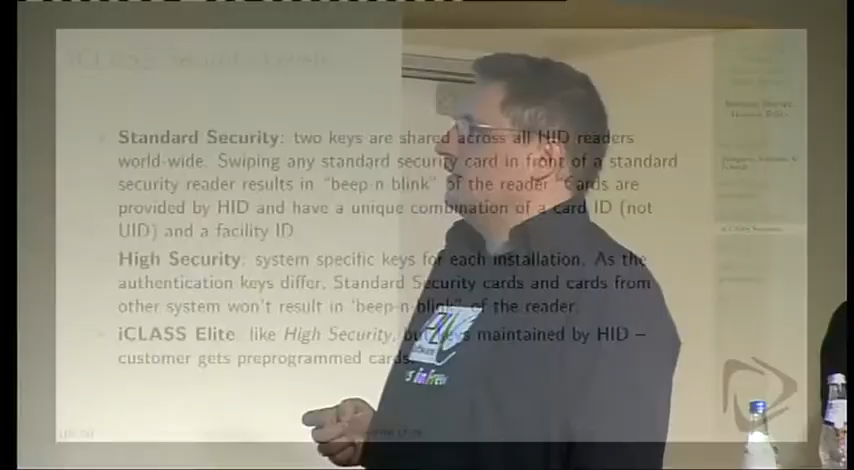 iCLASS Security Levels
Standard Security: two keys are shared across all HID readers
world-wide. Swiping any standard security card in front of a standard
security reader results in “beep-n-blink” of the reader. Cards are
provided by HID and have a unique combination of a card ID (not
UID) and a facility ID
High Security: system specific keys for each installation. As the
authentication keys differ, Standard Security cards and cards from
other system won't result in “beep-n-blink” of the reader.
iCLASS Elite: like High Security, but keys maintained by HID –
customer gets preprogrammed cards.